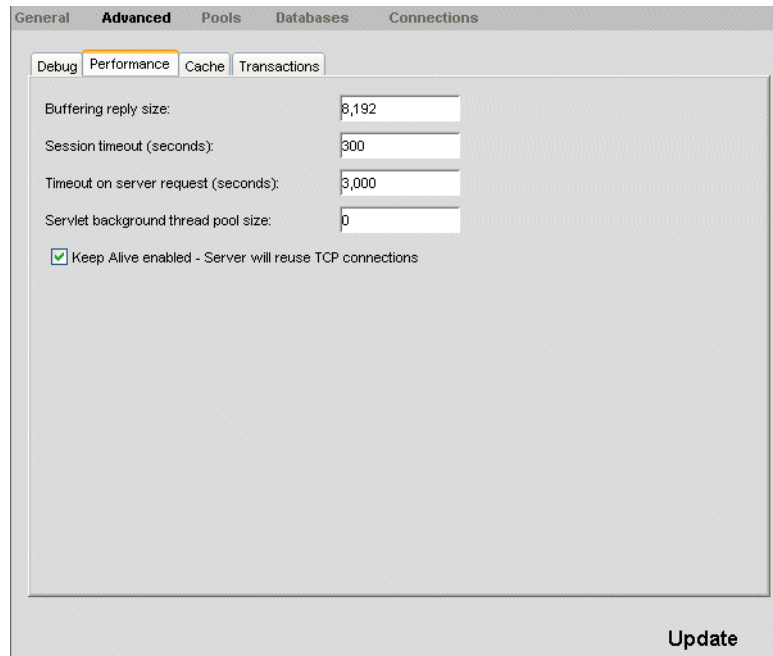 General Advanced Pools Databases Connections
Debug Performance Cache Transactions
Buffering reply size: 8,192
Session timeout (seconds): 300
Timeout on server request (seconds): 3,000
Servlet background thread pool size: 0
Keep Alive enabled - Server will reuse TCP connections
Update